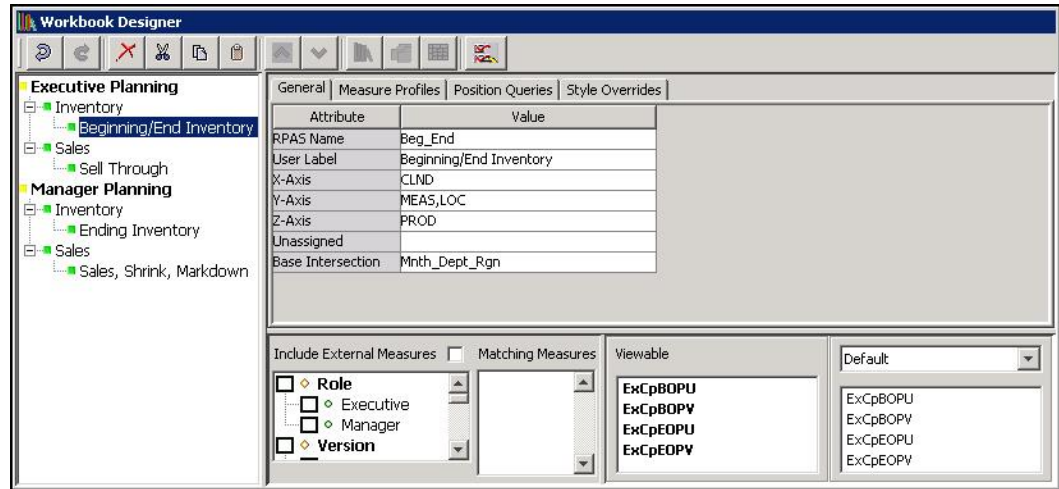 Workbook Designer
Executive Planning
Inventory
Beginning/End Inventory
Sales
Sell Through
Manager Planning
Inventory
Ending Inventory
Sales
Sales, Shrink, Markdown
General Measure Profiles Position Queries Style Overrides
Attribute Value
RPAS Name Beg_End
User Label Beginning/End Inventory
X-Axis CLND
Y-Axis MEAS,LOC
Z-Axis PROD
Unassigned
Base Intersection Mnth_Dept_Rgn
Include External Measures Matching Measures
Role
Executive
Manager
Version
Viewable
ExCpBOPU
ExCpBOPV
ExCpEOPU
ExCpEOPV
Default
ExCpBOPU
ExCpBOPV
ExCpEOPU
ExCpEOPV